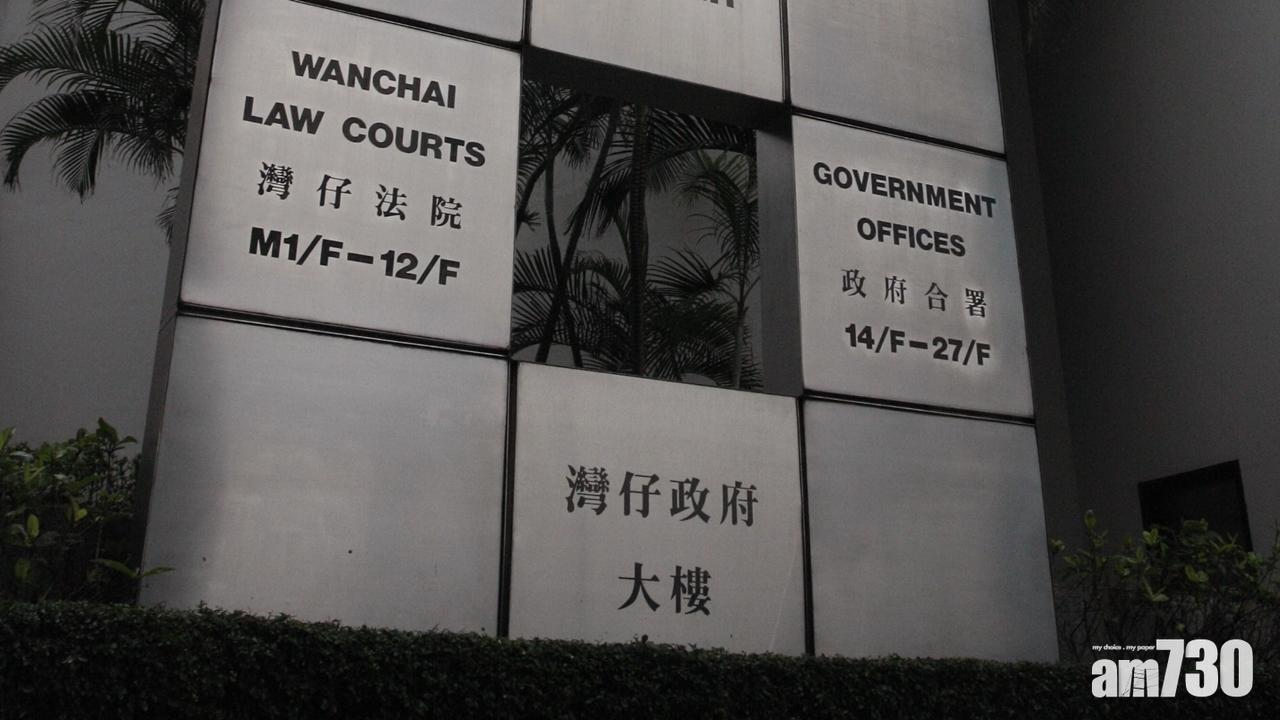 WANCHAI
LAW COURTS
灣仔法院
M1/F－12/F
GOVERNMENT
OFFICES
政府合署
14/F－27/F
灣仔政府
大樓
my choice . my paper
am730